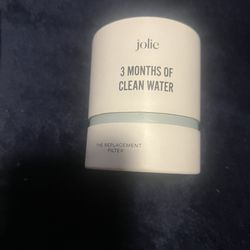 jolie
3 MONTHS OF
CLEAN WATER
THE REPLACEMENT
FILTER